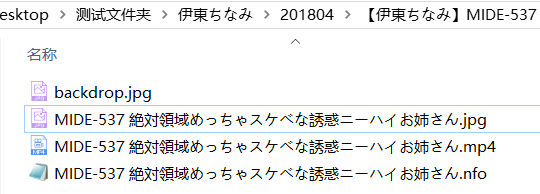 esktop > 测试文件夹 > 伊東ちなみ > 201804 > 【伊東ちなみ】MIDE-537
名称
backdrop.jpg
MIDE-537 絶対領域めっちゃスケベな誘惑ニーハイお姉さん.jpg
MIDE-537 絶対領域めっちゃスケベな誘惑ニーハイお姉さん.mp4
MIDE-537 絶対領域めっちゃスケベな誘惑ニーハイお姉さん.nfo